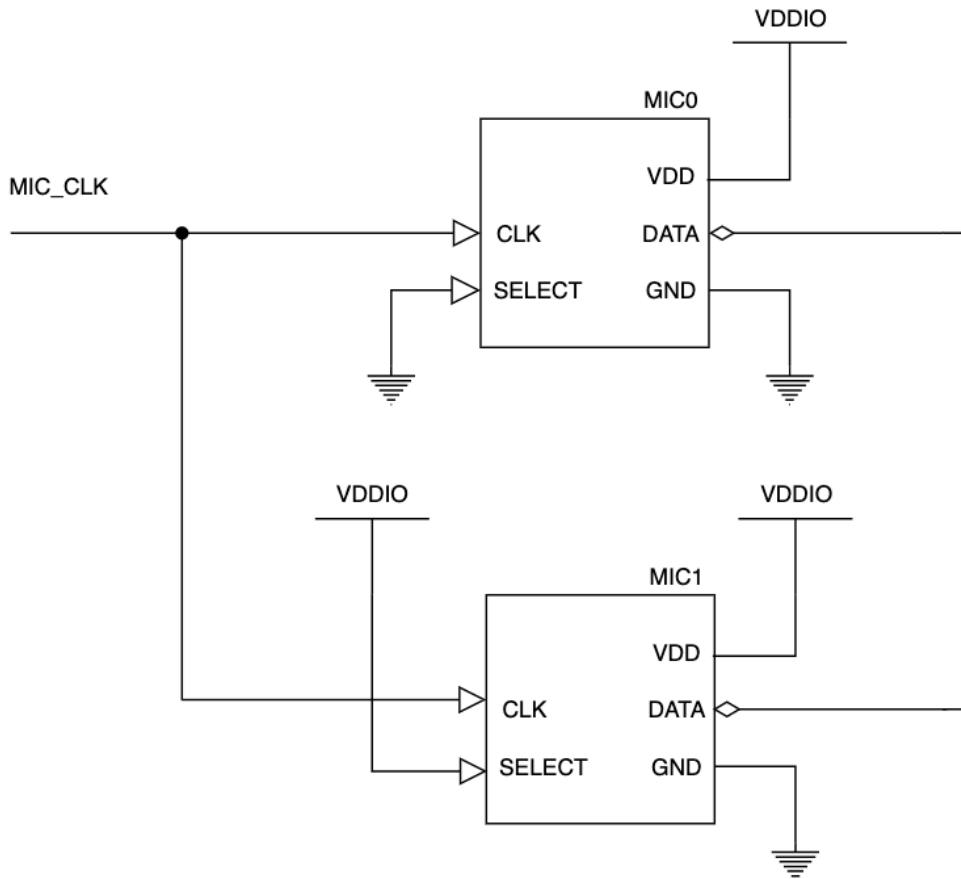 VDDIO
MIC0
VDD
MIC_CLK
CLK
DATA
SELECT
GND
VDDIO
VDDIO
MIC1
VDD
CLK
DATA
SELECT
GND